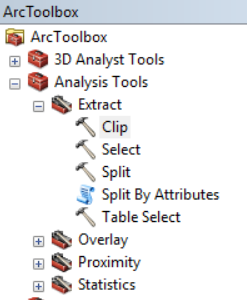 ArcToolbox
ArcToolbox
3D Analyst Tools
Analysis Tools
Extract
Clip
Select
Split
Split By Attributes
Table Select
Overlay
Proximity
Statistics